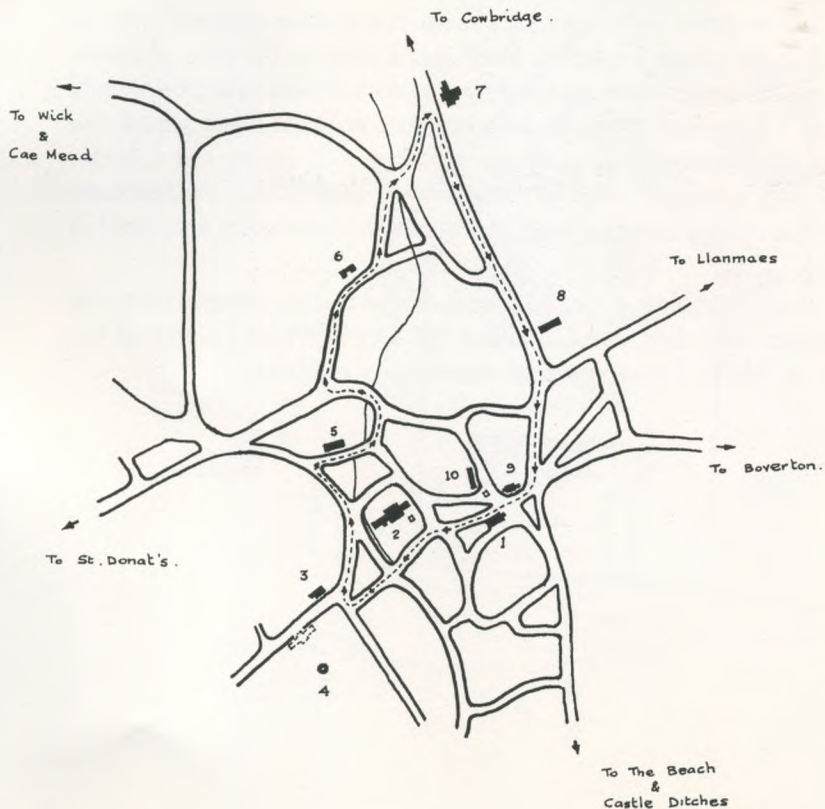 To Cowbridge .
7
To Wick
&
Cae Mead
6
To Llanmaes
8
5
10
9
To Boverton.
2
1
To St. Donat's .
3
4
To The Beach
&
Castle Ditches